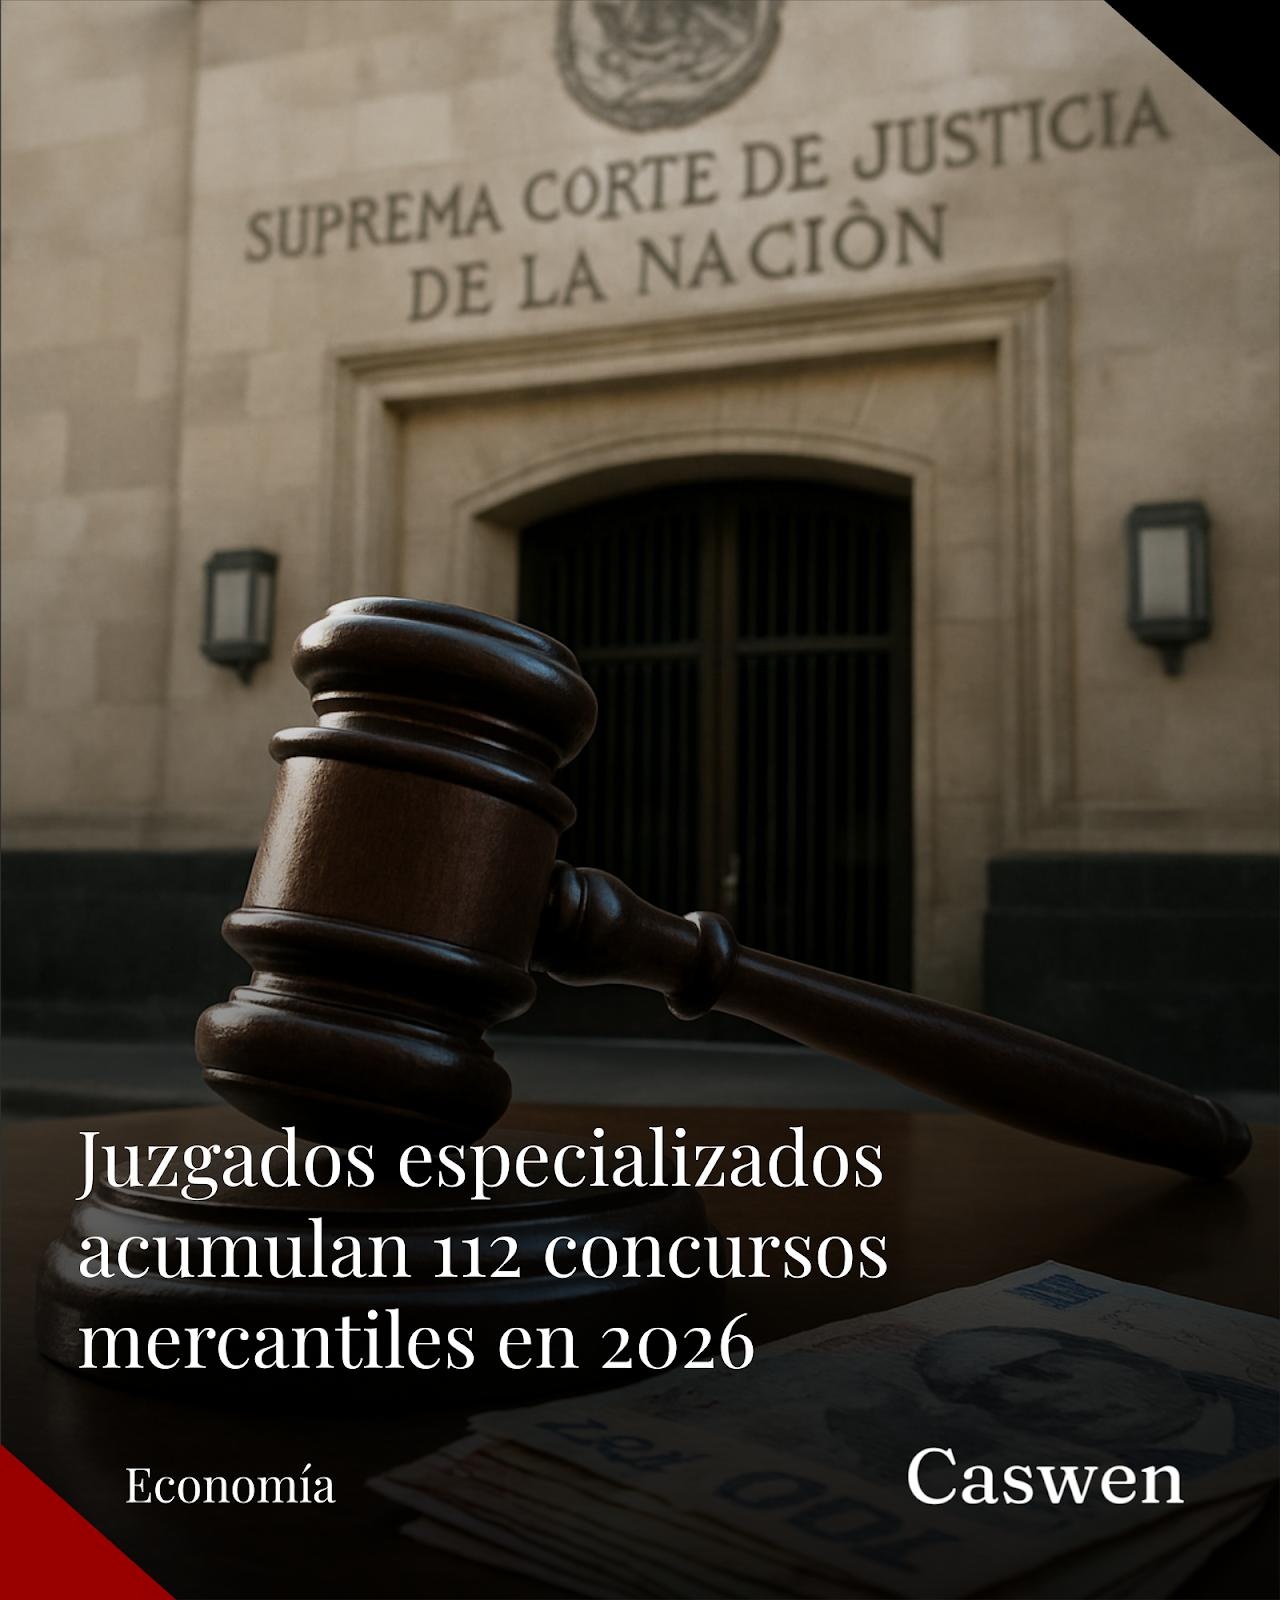 SUPREMA CORTE DE JUSTICIA
DE LA NACIÒN
Juzgados especializados
acumulan 112 concursos
mercantiles en 2026
Economía
Caswen